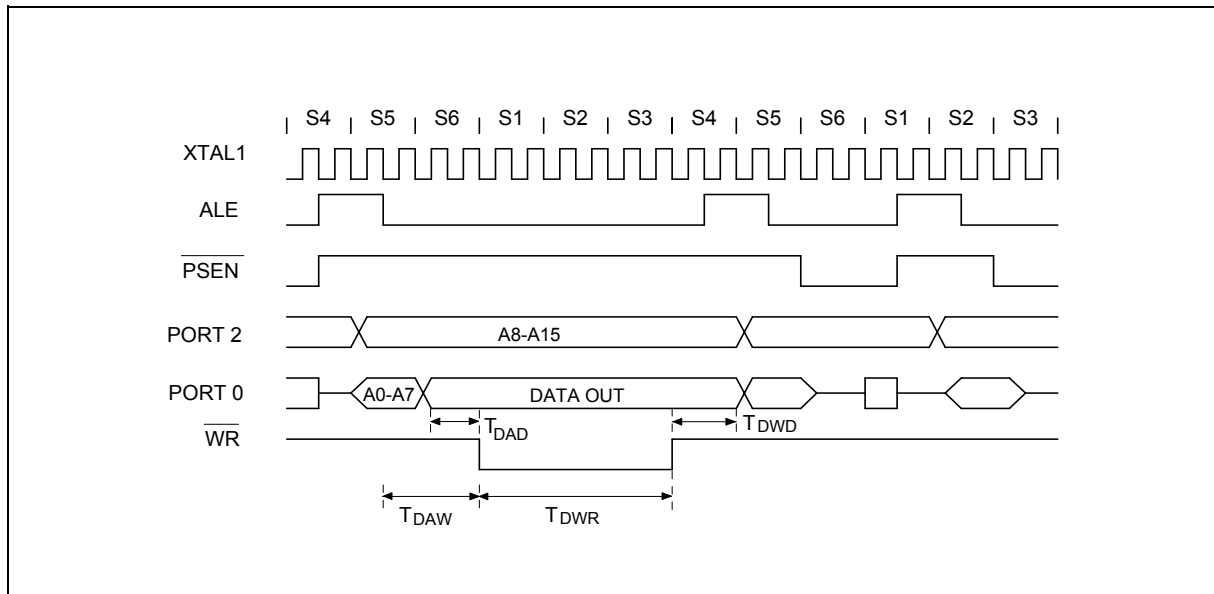 S4 S5 S6 S1 S2 S3 S4 S5 S6 S1 S2 S3
XTAL1
ALE
PSEN
PORT 2 A8-A15
PORT 0 A0-A7 DATA OUT
WR TDAD TDWD
TDAW TDWR